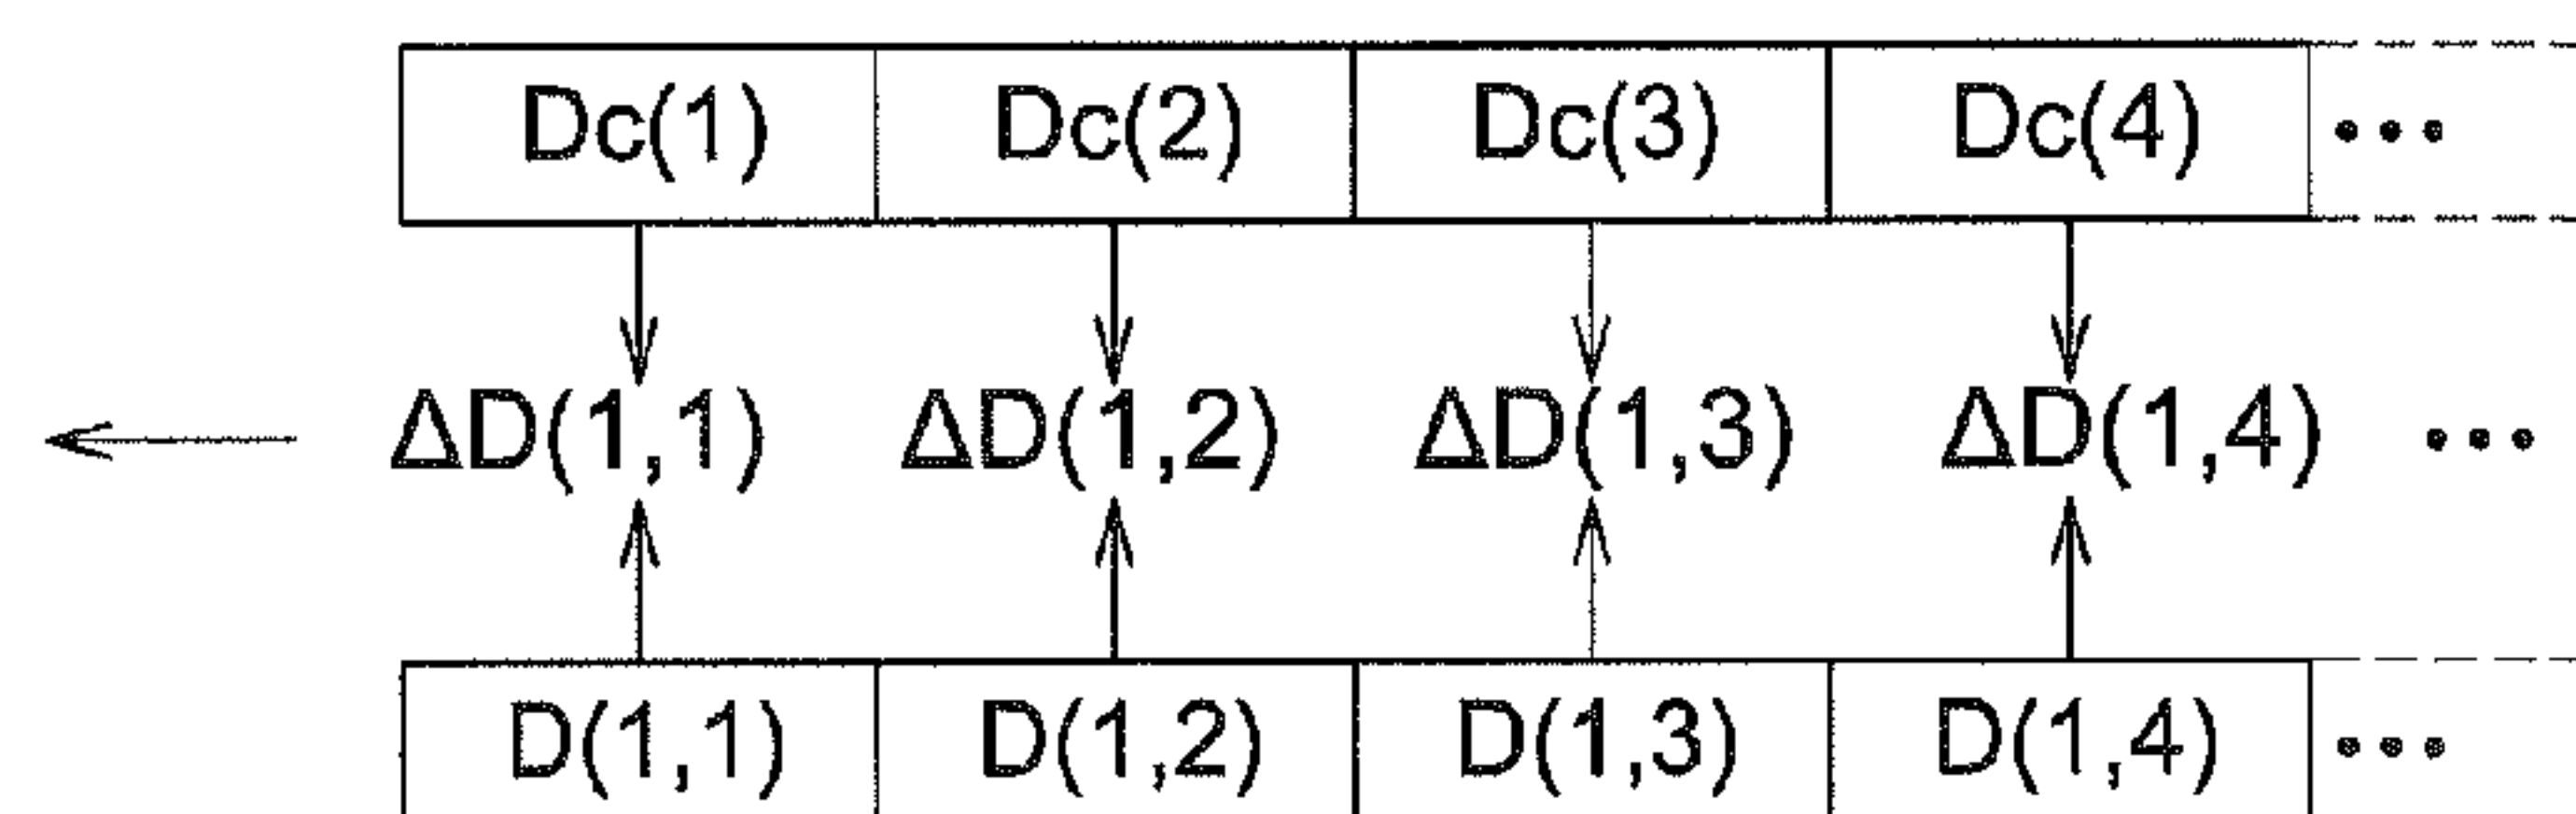 Dc(1) Dc(2) Dc(3) Dc(4) •••
ΔD(1,1) ΔD(1,2) ΔD(1,3) ΔD(1,4) •••
D(1,1) D(1,2) D(1,3) D(1,4) •••